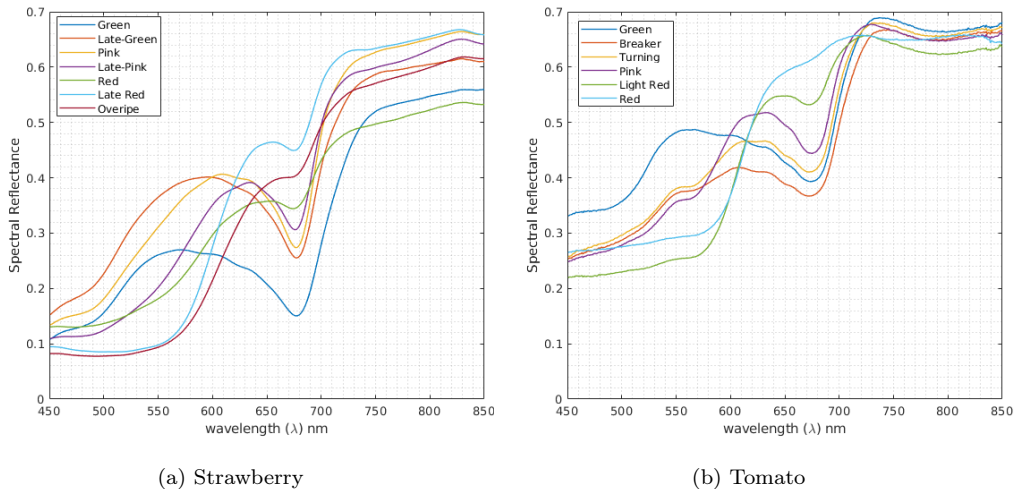 Green
Late-Green
Pink
Late-Pink
Red
Late Red
Overipe
0.7
0.6
0.5
0.4
0.3
0.2
0.1
0
Spectral Reflectance
450 500 550 600 650 700 750 800 850
wavelength (λ) nm
(a) Strawberry
Green
Breaker
Turning
Pink
Light Red
Red
0.7
0.6
0.5
0.4
0.3
0.2
0.1
0
Spectral Reflectance
450 500 550 600 650 700 750 800 850
wavelength (λ) nm
(b) Tomato